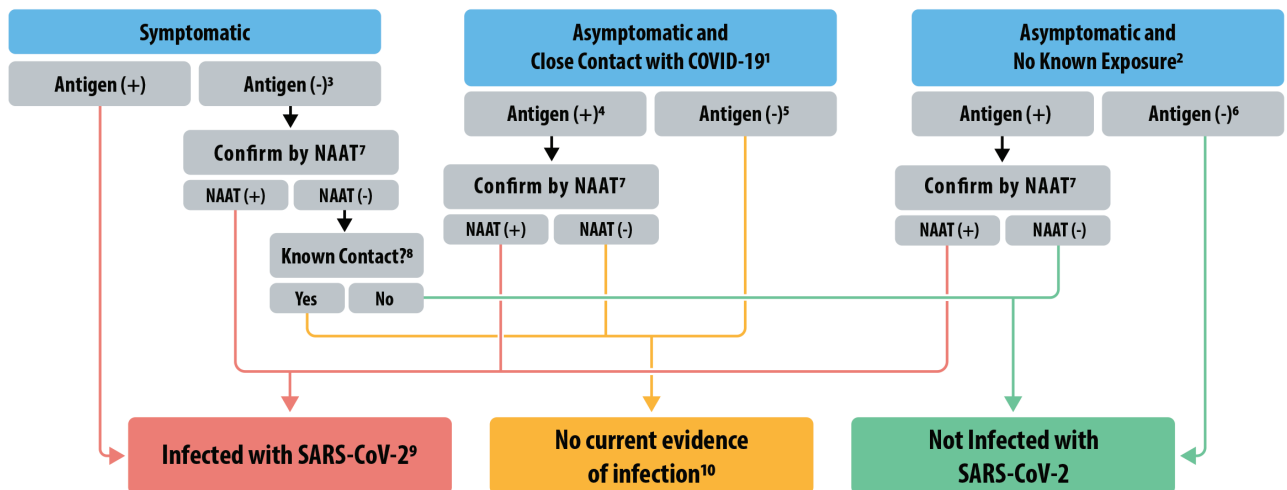 Symptomatic
Antigen (+)
Antigen (-)³
Confirm by NAAT⁷
NAAT (+)
NAAT (-)
Known Contact?⁸
Yes
No
Asymptomatic and
Close Contact with COVID-19¹
Antigen (+)⁴
Antigen (-)⁵
Confirm by NAAT⁷
NAAT (+)
NAAT (-)
Asymptomatic and
No Known Exposure²
Antigen (+)
Antigen (-)⁶
Confirm by NAAT⁷
NAAT (+)
NAAT (-)
Infected with SARS-CoV-2⁹
No current evidence
of infection¹⁰
Not Infected with
SARS-CoV-2